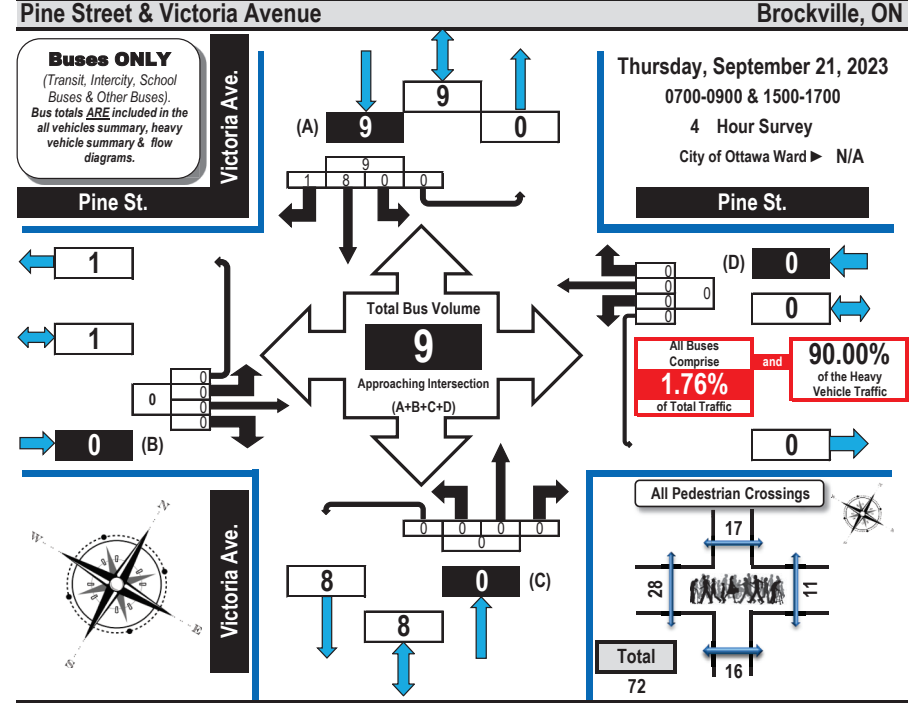 Pine Street & Victoria Avenue
Brockville, ON
Buses ONLY
(Transit, Intercity, School
Buses & Other Buses).
Bus totals ARE included in the
all vehicles summary, heavy
vehicle summary & flow
diagrams.
Victoria Ave.
Pine St.
9
(A)
9
0
9
1 8 0 0
Thursday, September 21, 2023
0700-0900 & 1500-1700
4 Hour Survey
City of Ottawa Ward ► N/A
Pine St.
1
1
0
0
0
0
0
0
(B)
Total Bus Volume
9
Approaching Intersection
(A+B+C+D)
0
0
0
0
0
(D)
0
0
All Buses
Comprise
1.76%
of Total Traffic
and
90.00%
of the Heavy
Vehicle Traffic
0
N
W
E
S
Victoria Ave.
0 0 0 0
0
8
0
(C)
8
All Pedestrian Crossings
17
28
11
16
Total
72